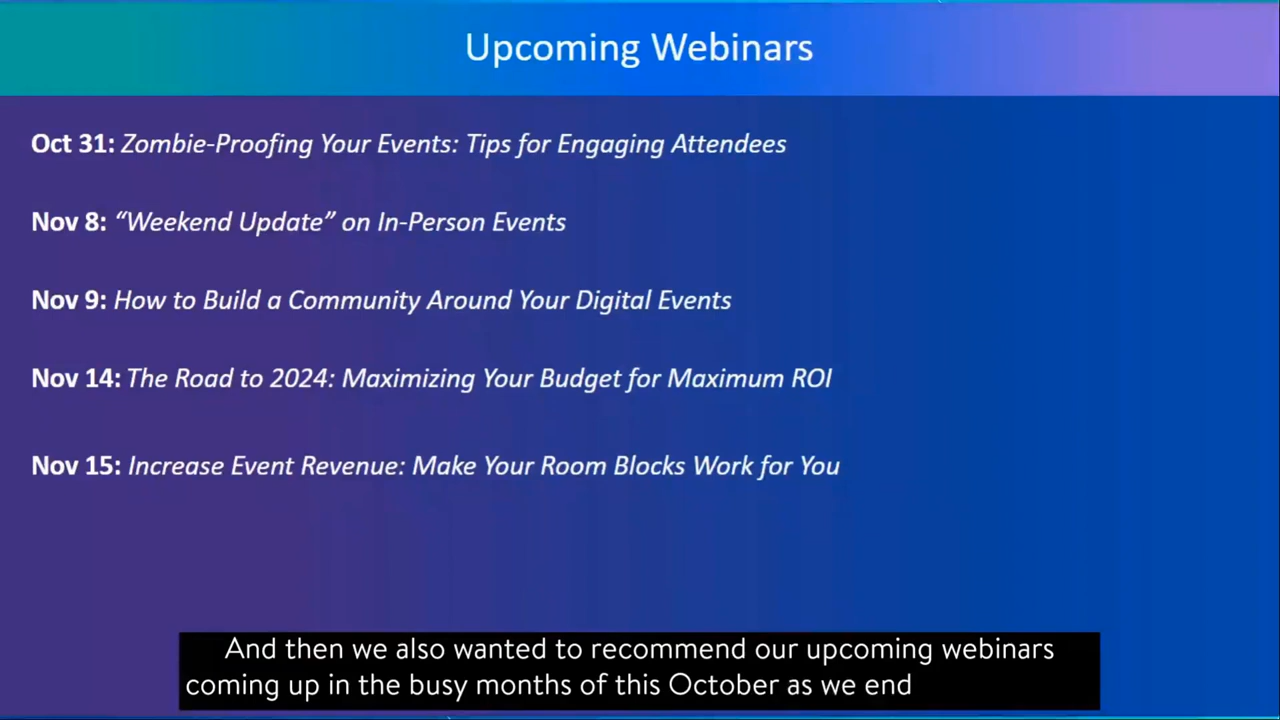 Upcoming Webinars
Oct 31: Zombie-Proofing Your Events: Tips for Engaging Attendees
Nov 8: “Weekend Update” on In-Person Events
Nov 9: How to Build a Community Around Your Digital Events
Nov 14: The Road to 2024: Maximizing Your Budget for Maximum ROI
Nov 15: Increase Event Revenue: Make Your Room Blocks Work for You
And then we also wanted to recommend our upcoming webinars
coming up in the busy months of this October as we end